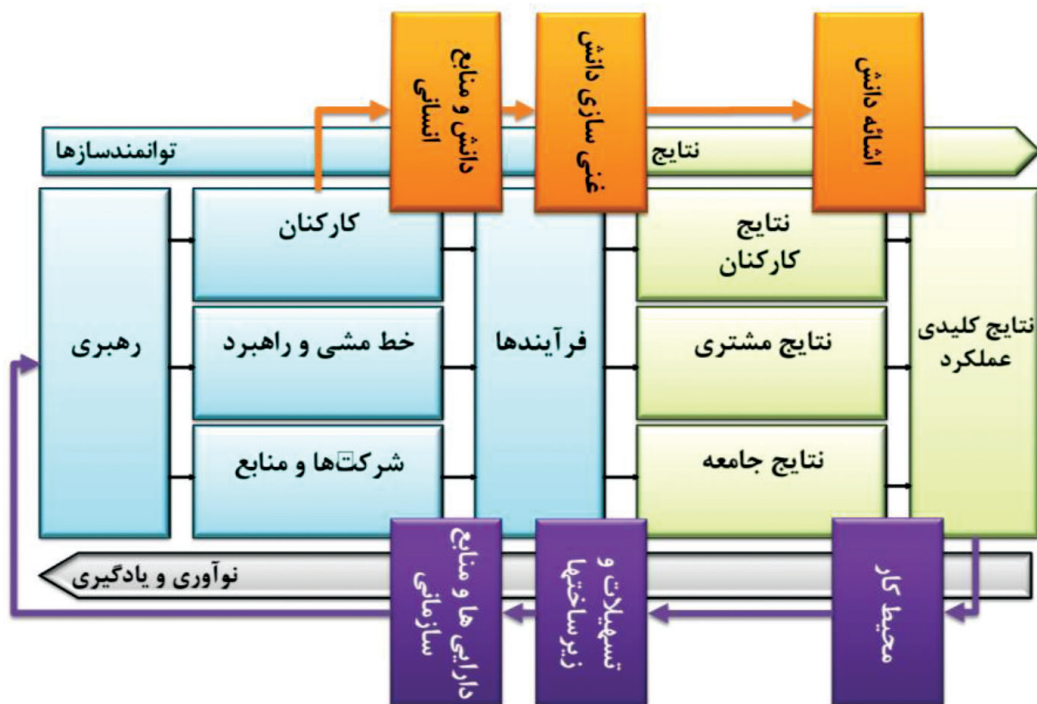 دانش و منابع
انسانی
غنی سازی دانش
اشائه دانش
توانمندسازها
نتایج
رهبری
کارکنان
خط مشی و راهبرد
شرکت‌ها و منابع
فرآیندها
نتایج
کارکنان
نتایج مشتری
نتایج جامعه
نتایج کلیدی
عملکرد
نوآوری و یادگیری
دارایی ها و منابع
سازمانی
تسهیلات و
زیرساختها
محیط کار